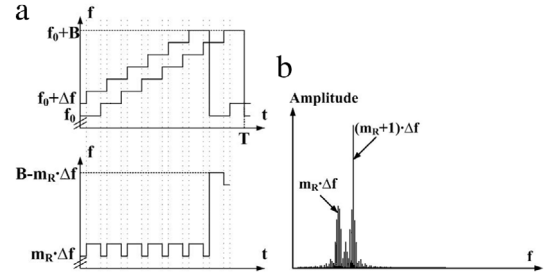 a
f
f₀+B
f₀+Δf
f₀
t
T
f
B-m_R·Δf
m_R·Δf
t
b
Amplitude
(m_R+1)·Δf
m_R·Δf
f